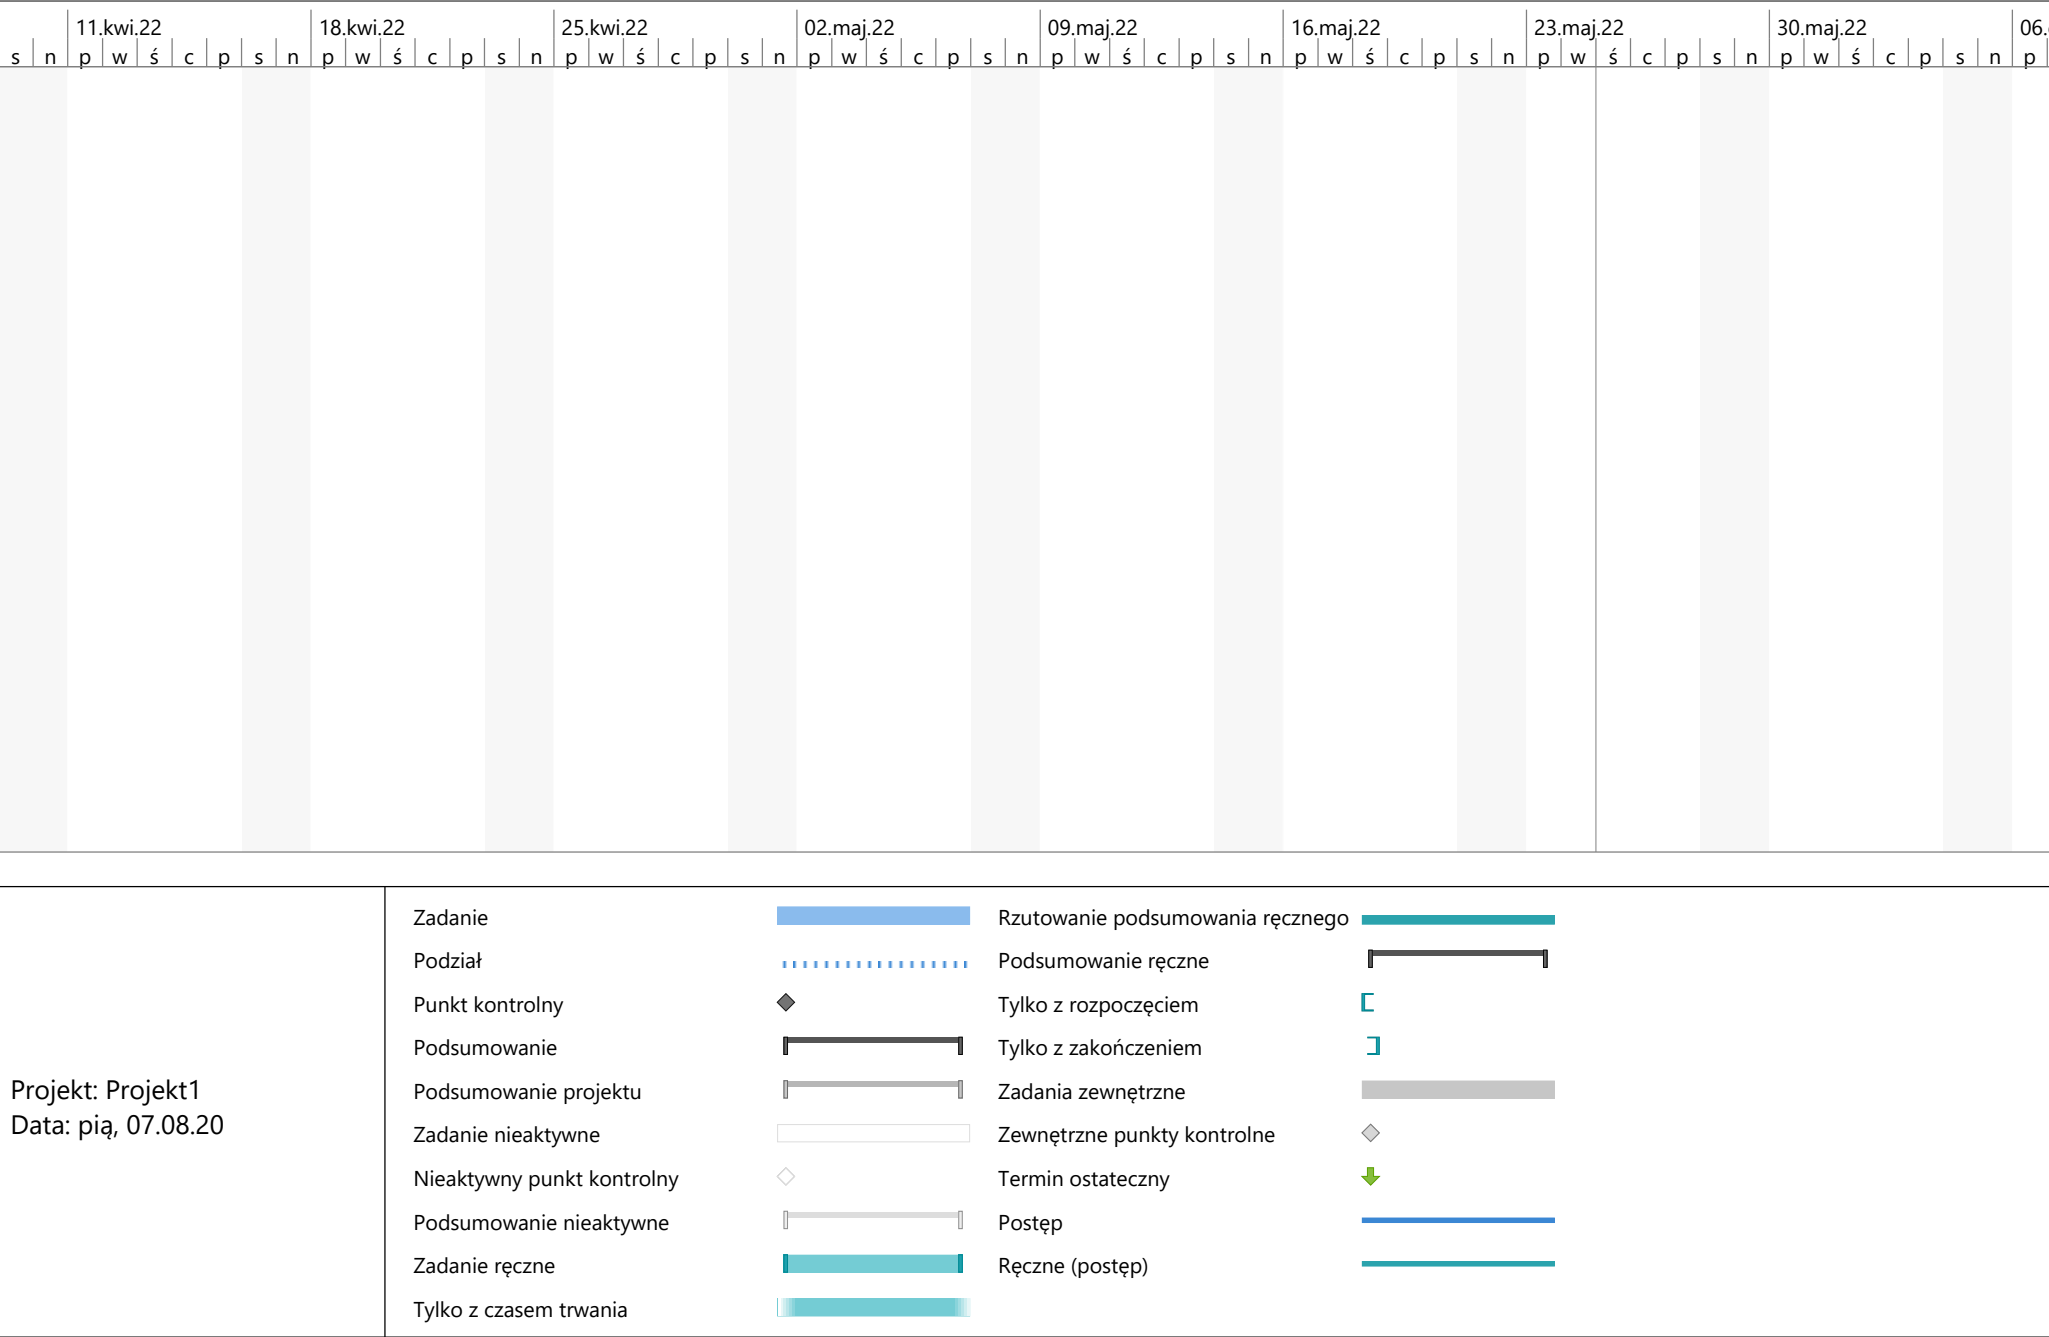 11.kwi.22 18.kwi.22 25.kwi.22 02.maj.22 09.maj.22 16.maj.22 23.maj.22 30.maj.22 06.
s n p w ś c p s n p w ś c p s n p w ś c p s n p w ś c p s n p w ś c p s n p w ś c p s n p w ś c p s n p w ś c p s n p
Zadanie
Podział
Punkt kontrolny
Podsumowanie
Podsumowanie projektu
Zadanie nieaktywne
Nieaktywny punkt kontrolny
Podsumowanie nieaktywne
Zadanie ręczne
Tylko z czasem trwania
Rzutowanie podsumowania ręcznego
Podsumowanie ręczne
Tylko z rozpoczęciem
Tylko z zakończeniem
Zadania zewnętrzne
Zewnętrzne punkty kontrolne
Termin ostateczny
Postęp
Ręczne (postęp)
Projekt: Projekt1
Data: pią, 07.08.20